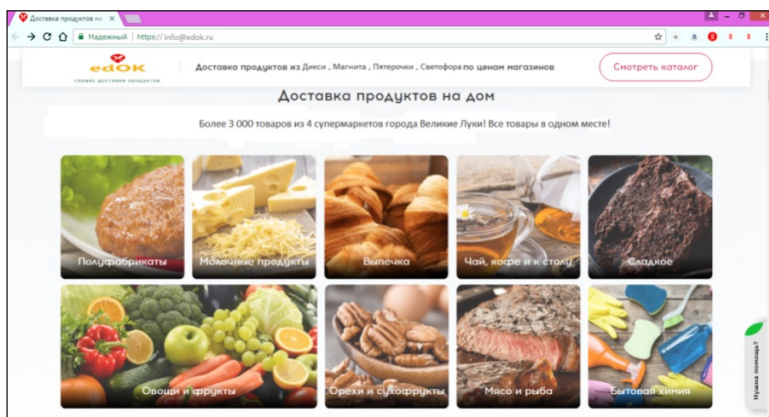 Доставка продуктов на
Надежный https://info@edok.ru
edOK
сервис доставки продуктов
Доставка продуктов из Дикси , Магнита , Пятерочки , Светофора по ценам магазинов
Смотреть каталог
Доставка продуктов на дом
Более 3 000 товаров из 4 супермаркетов города Великие Луки! Все товары в одном месте!
Полуфабрикаты
Молочные продукты
Выпечка
Чай, кофе и к столу
Сладкое
Овощи и фрукты
Орехи и сухофрукты
Мясо и рыба
Бытовая химия
Нужна помощь?